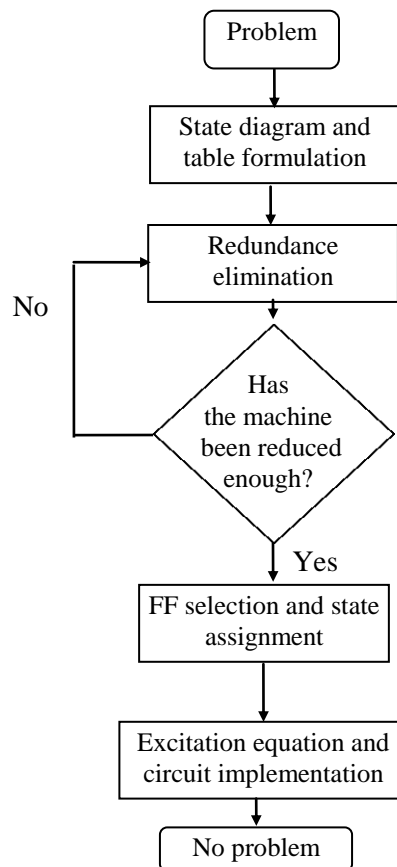 Problem
State diagram and
table formulation
Redundance
elimination
No
Has
the machine
been reduced
enough?
Yes
FF selection and state
assignment
Excitation equation and
circuit implementation
No problem